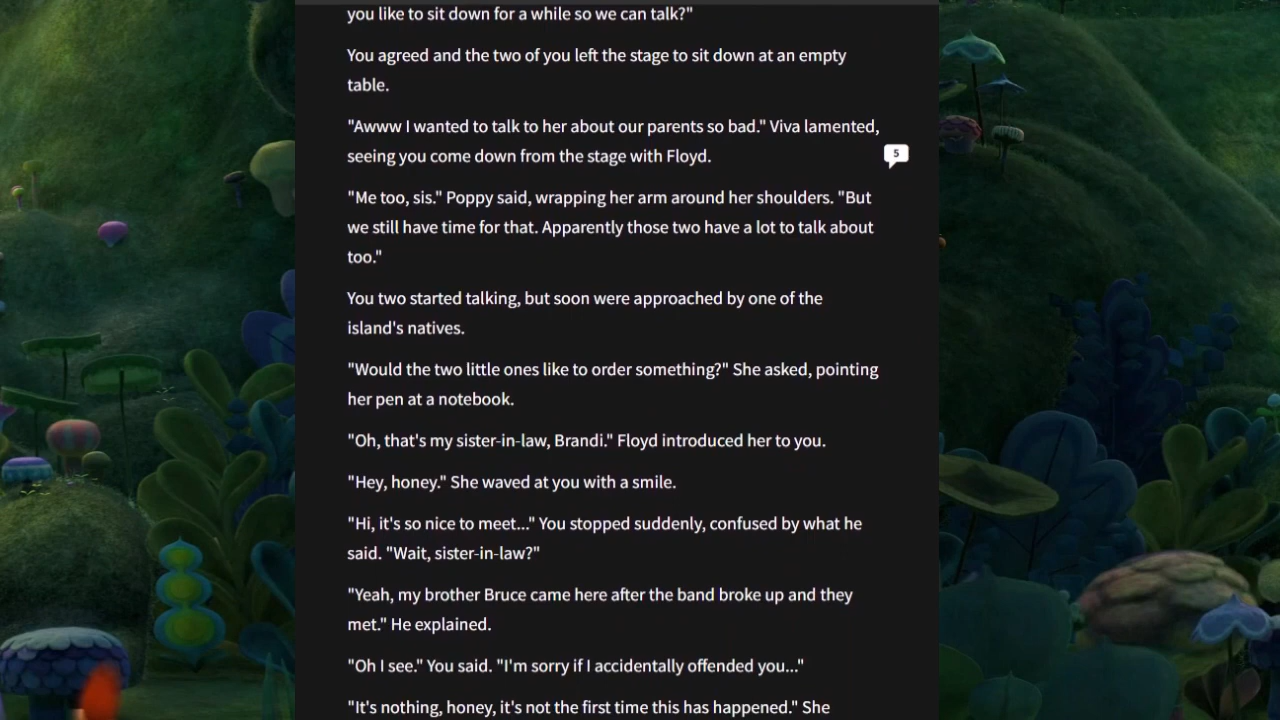 you like to sit down for a while so we can talk?"
You agreed and the two of you left the stage to sit down at an empty
table.
"Awww I wanted to talk to her about our parents so bad." Viva lamented,
seeing you come down from the stage with Floyd.
5
"Me too, sis." Poppy said, wrapping her arm around her shoulders. "But
we still have time for that. Apparently those two have a lot to talk about
too."
You two started talking, but soon were approached by one of the
island's natives.
"Would the two little ones like to order something?" She asked, pointing
her pen at a notebook.
"Oh, that's my sister-in-law, Brandi." Floyd introduced her to you.
"Hey, honey." She waved at you with a smile.
"Hi, it's so nice to meet..." You stopped suddenly, confused by what he
said. "Wait, sister-in-law?"
"Yeah, my brother Bruce came here after the band broke up and they
met." He explained.
"Oh I see." You said. "I'm sorry if I accidentally offended you..."
"It's nothing, honey, it's not the first time this has happened." She